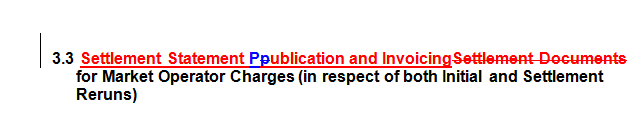 3.3 Settlement Statement Ppublication and InvoicingSettlement Documents
for Market Operator Charges (in respect of both Initial and Settlement
Reruns)